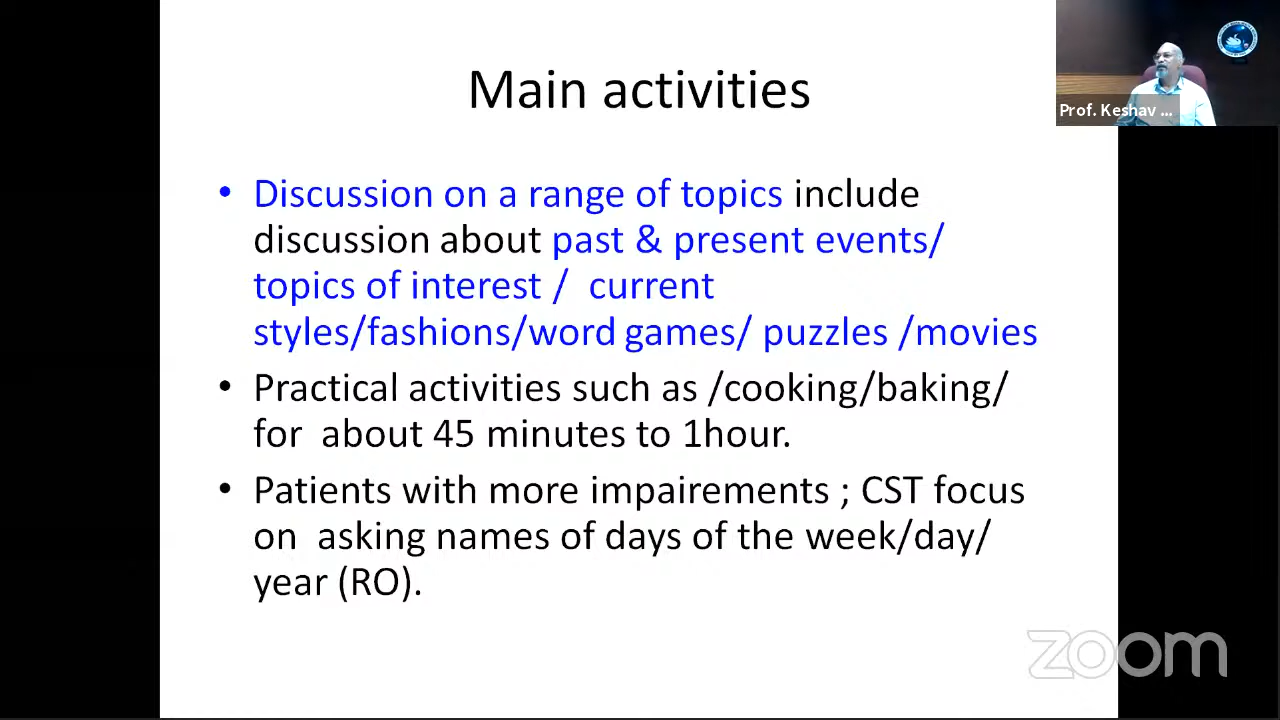 Main activities
Prof. Keshav ...
• Discussion on a range of topics include
discussion about past & present events/
topics of interest / current
styles/fashions/word games/ puzzles /movies
• Practical activities such as /cooking/baking/
for about 45 minutes to 1hour.
• Patients with more impairements ; CST focus
on asking names of days of the week/day/
year (RO).
zoom